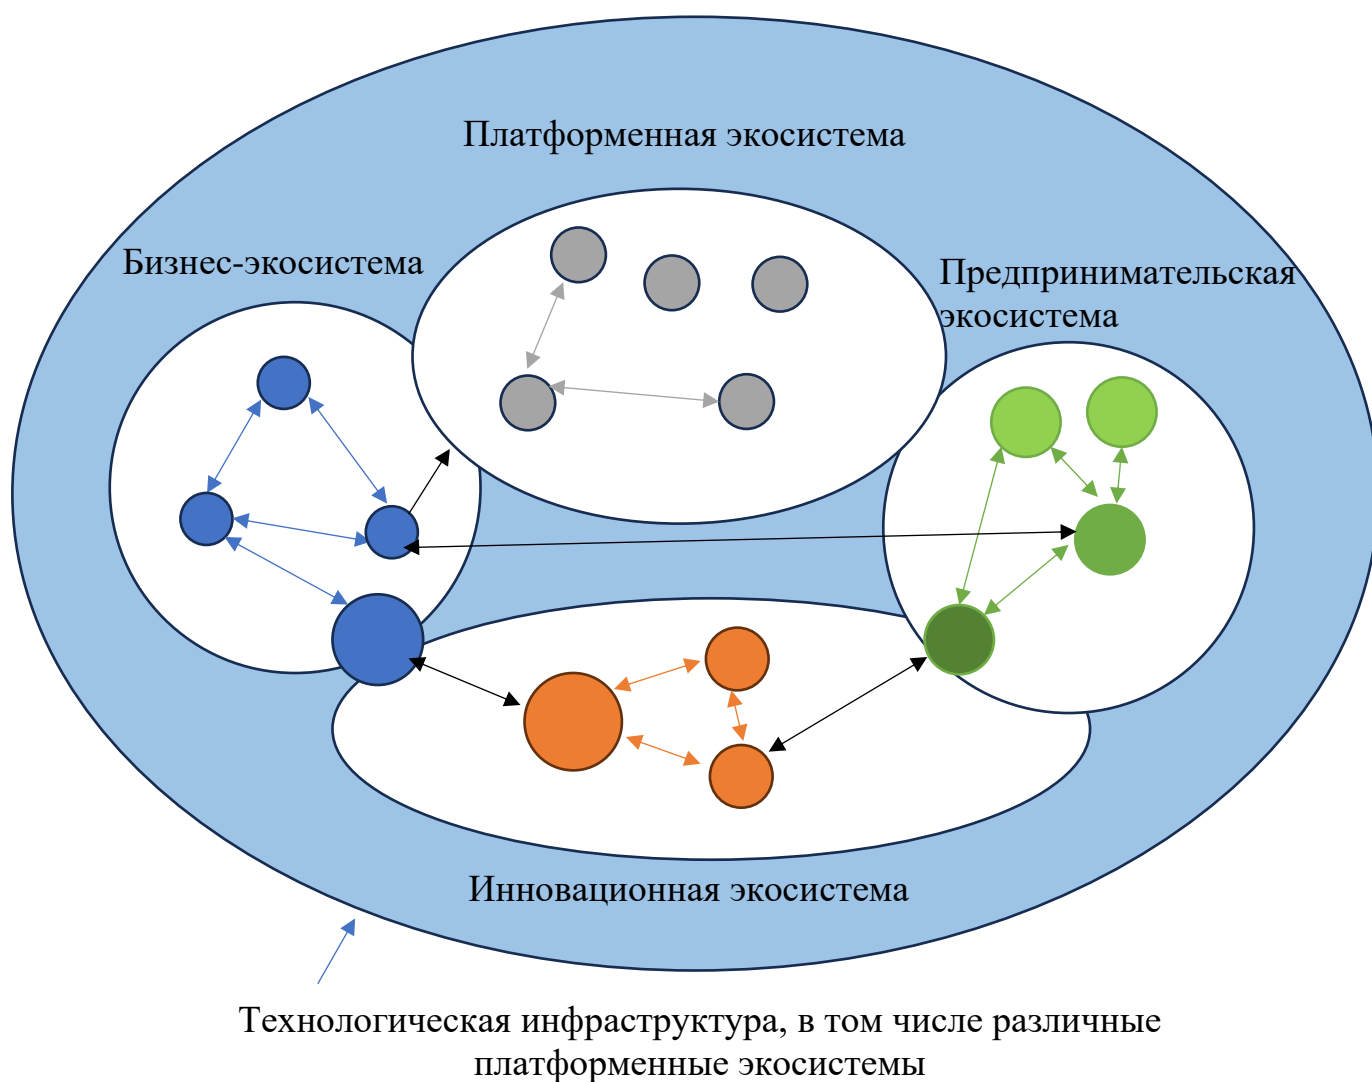 Платформенная экосистема
Бизнес-экосистема
Предпринимательская
экосистема
Инновационная экосистема
Технологическая инфраструктура, в том числе различные
платформенные экосистемы